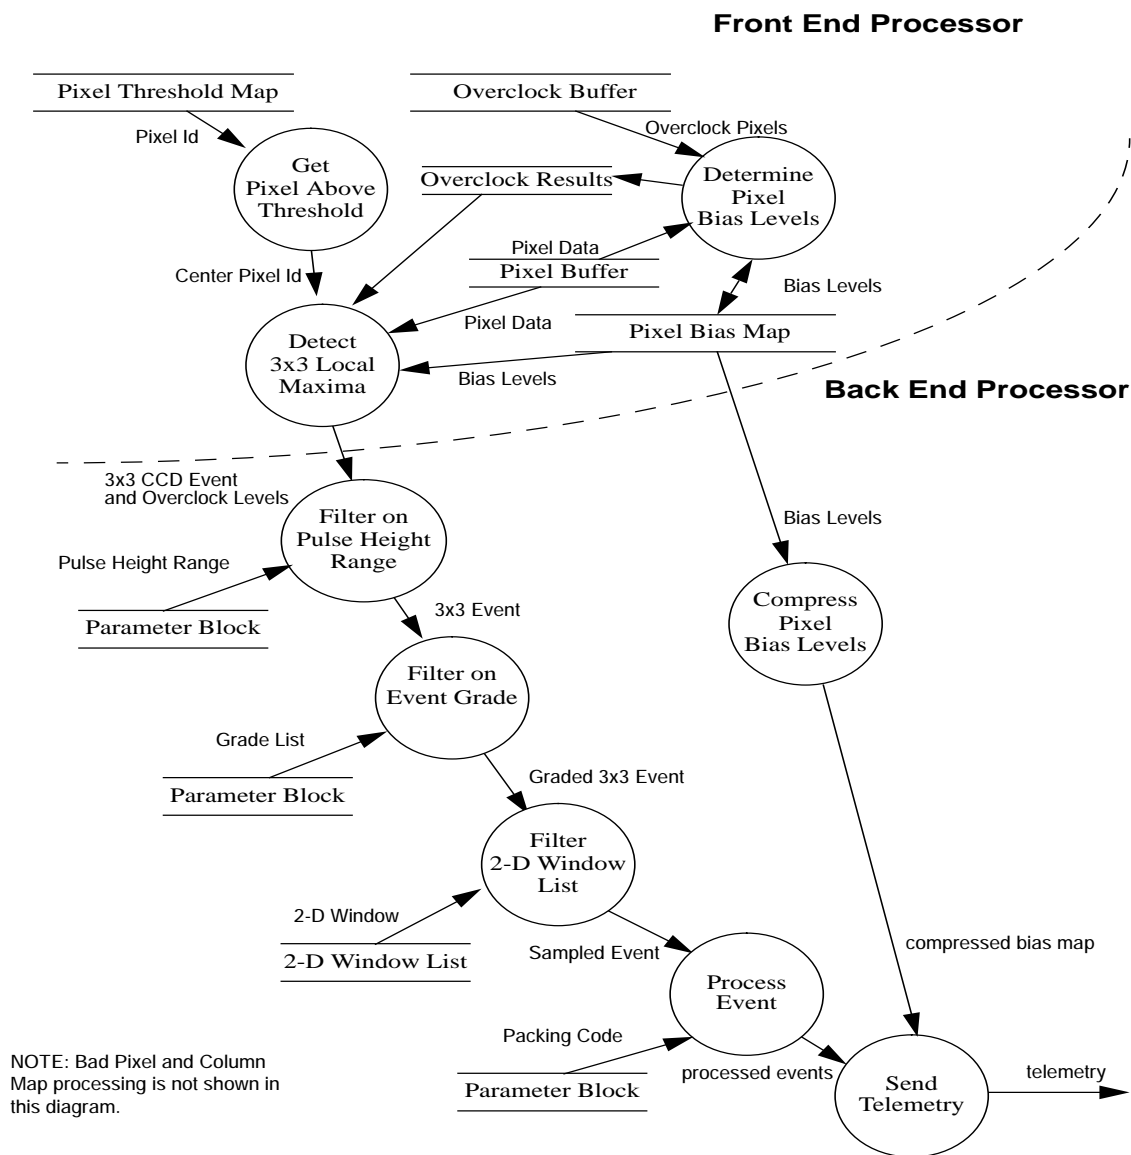 Front End Processor
Pixel Threshold Map
Overclock Buffer
Pixel Id
Overclock Pixels
Get
Pixel Above
Threshold
Overclock Results
Determine
Pixel
Bias Levels
Center Pixel Id
Pixel Data
Pixel Buffer
Bias Levels
Pixel Data
Pixel Bias Map
Detect
3x3 Local
Maxima
Bias Levels
Back End Processor
3x3 CCD Event
and Overclock Levels
Filter on
Pulse Height
Range
Bias Levels
Pulse Height Range
Parameter Block
3x3 Event
Compress
Pixel
Bias Levels
Filter on
Event Grade
Grade List
Parameter Block
Graded 3x3 Event
Filter
2-D Window
List
2-D Window
2-D Window List
Sampled Event
compressed bias map
Process
Event
Packing Code
Parameter Block
processed events
Send
Telemetry
telemetry
NOTE: Bad Pixel and Column
Map processing is not shown in
this diagram.